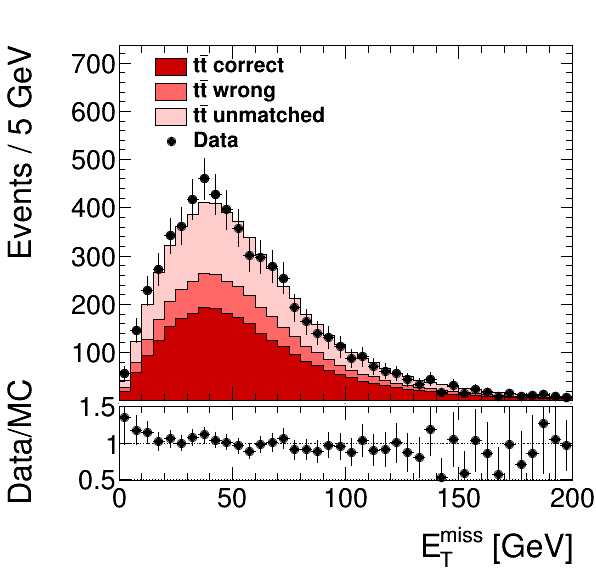 Events / 5 GeV
700
600
500
400
300
200
100
tt̄ correct
tt̄ wrong
tt̄ unmatched
Data
Data/MC
1.5
1
0.5
0 50 100 150 200
E_T^miss [GeV]